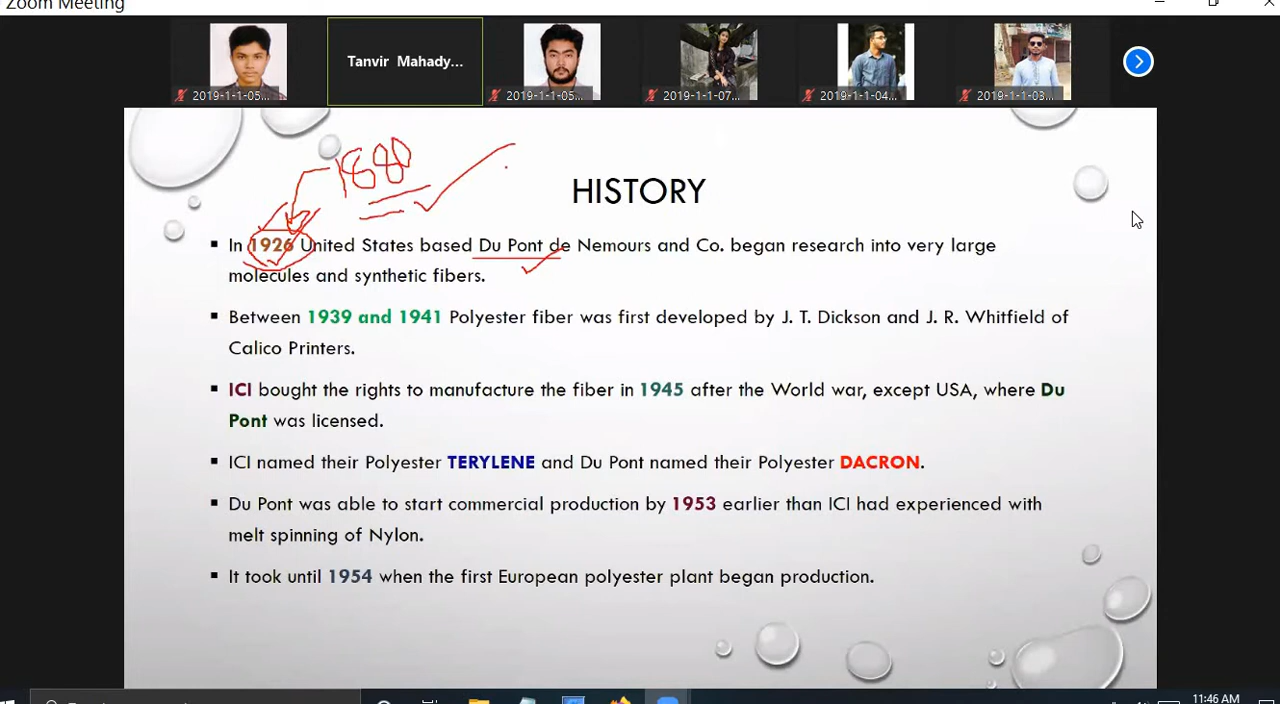 Zoom Meeting
2019-1-1-05...
Tanvir Mahady...
2019-1-1-05...
2019-1-1-07...
2019-1-1-04...
2019-1-1-03...
1880
HISTORY
▪ In 1926 United States based Du Pont de Nemours and Co. began research into very large
molecules and synthetic fibers.
▪ Between 1939 and 1941 Polyester fiber was first developed by J. T. Dickson and J. R. Whitfield of
Calico Printers.
▪ ICI bought the rights to manufacture the fiber in 1945 after the World war, except USA, where Du
Pont was licensed.
▪ ICI named their Polyester TERYLENE and Du Pont named their Polyester DACRON.
▪ Du Pont was able to start commercial production by 1953 earlier than ICI had experienced with
melt spinning of Nylon.
▪ It took until 1954 when the first European polyester plant began production.
11:46 AM